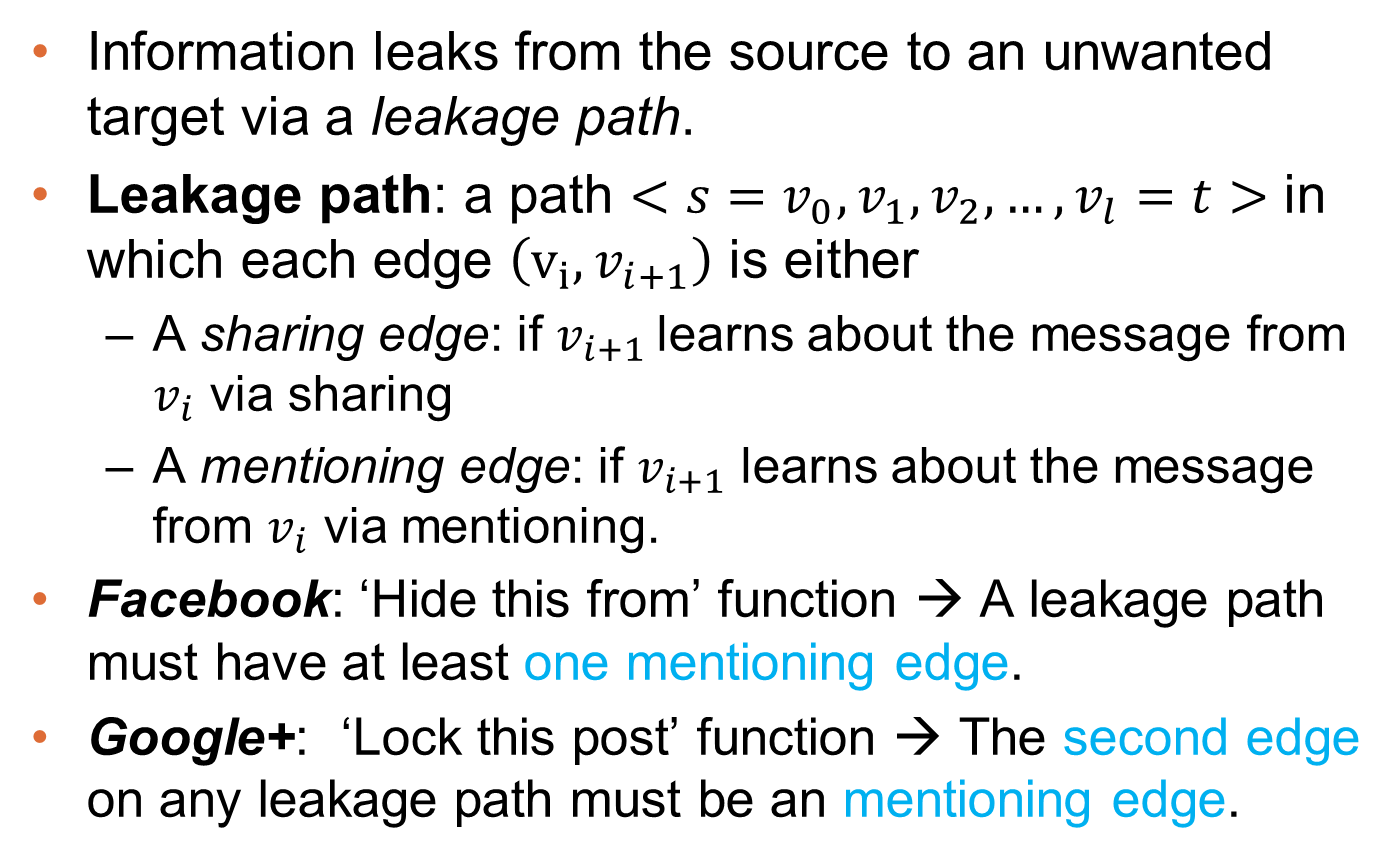 • Information leaks from the source to an unwanted
target via a leakage path.
• Leakage path: a path < s = v₀, v₁, v₂, … , vₗ = t > in
which each edge (vᵢ, vᵢ₊₁) is either
– A sharing edge: if vᵢ₊₁ learns about the message from
vᵢ via sharing
– A mentioning edge: if vᵢ₊₁ learns about the message
from vᵢ via mentioning.
• Facebook: ‘Hide this from’ function → A leakage path
must have at least one mentioning edge.
• Google+: ‘Lock this post’ function → The second edge
on any leakage path must be an mentioning edge.